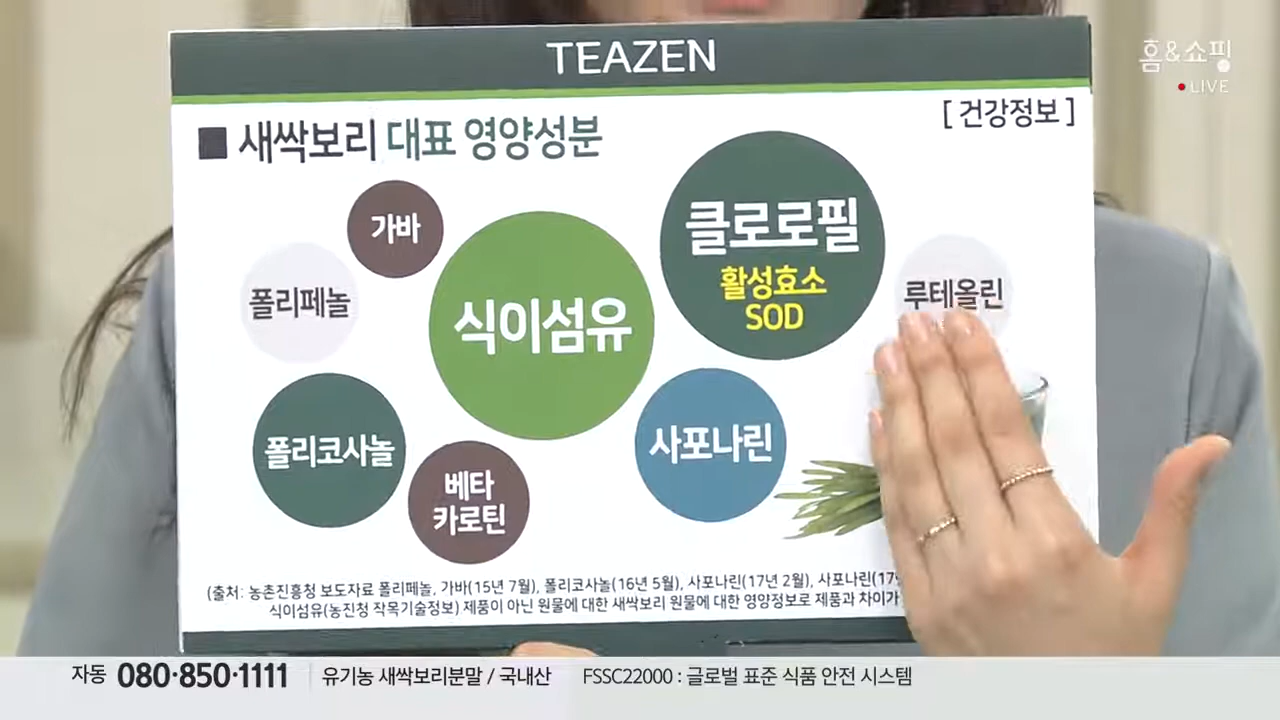 TEAZEN
홈&쇼핑
LIVE
[ 건강정보 ]
■ 새싹보리 대표 영양성분
가바
폴리페놀
식이섬유
클로로필
활성효소
SOD
루테올린
폴리코사놀
베타
카로틴
사포나린
(출처: 농촌진흥청 보도자료 폴리페놀, 가바(15년 7월), 폴리코사놀(16년 5월), 사포나린(17년 2월), 사포나린(17년
식이섬유(농진청 작목기술정보) 제품이 아닌 원물에 대한 새싹보리 원물에 대한 영양정보로 제품과 차이가
자동 080·850·1111 유기농 새싹보리분말 / 국내산 FSSC22000 : 글로벌 표준 식품 안전 시스템